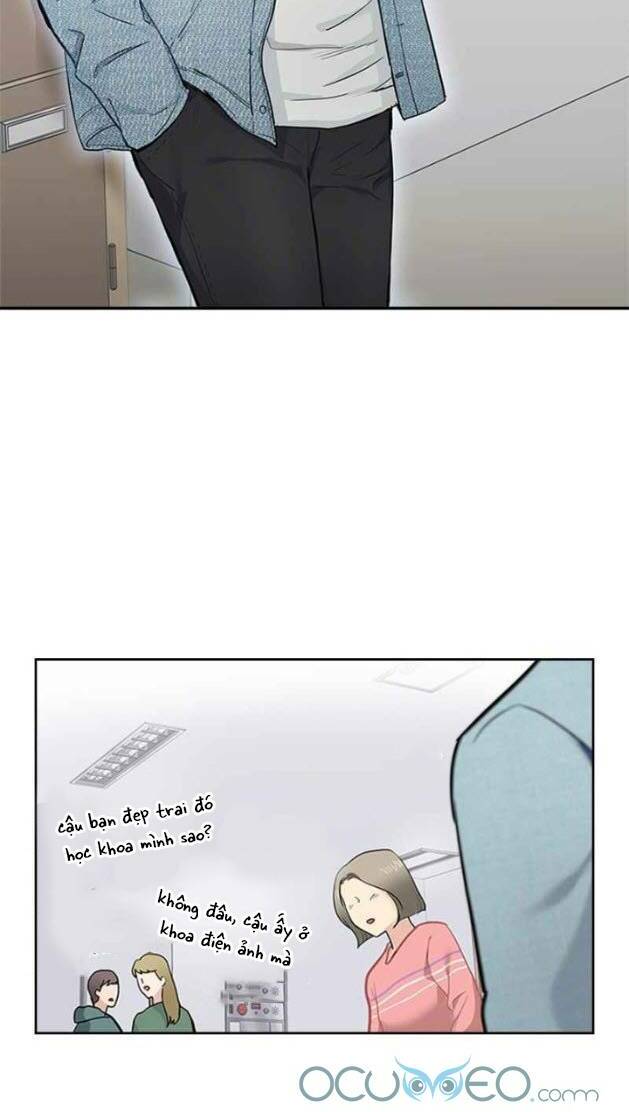 cậu bạn đẹp trai đó
học khoa mình sao?
không đâu, cậu ấy ở
khoa điện ảnh mà
OCUMEO.com